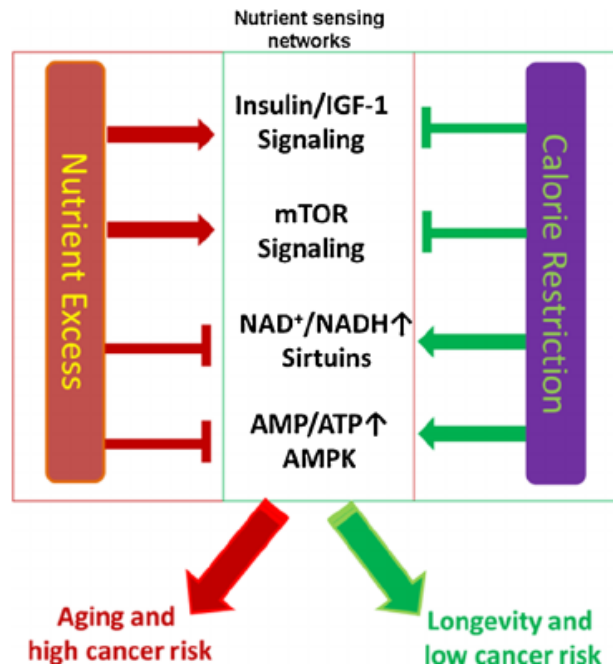 Nutrient sensing
networks
Nutrient Excess
Insulin/IGF-1
Signaling
mTOR
Signaling
NAD⁺/NADH↑
Sirtuins
AMP/ATP↑
AMPK
Calorie Restriction
Aging and
high cancer risk
Longevity and
low cancer risk